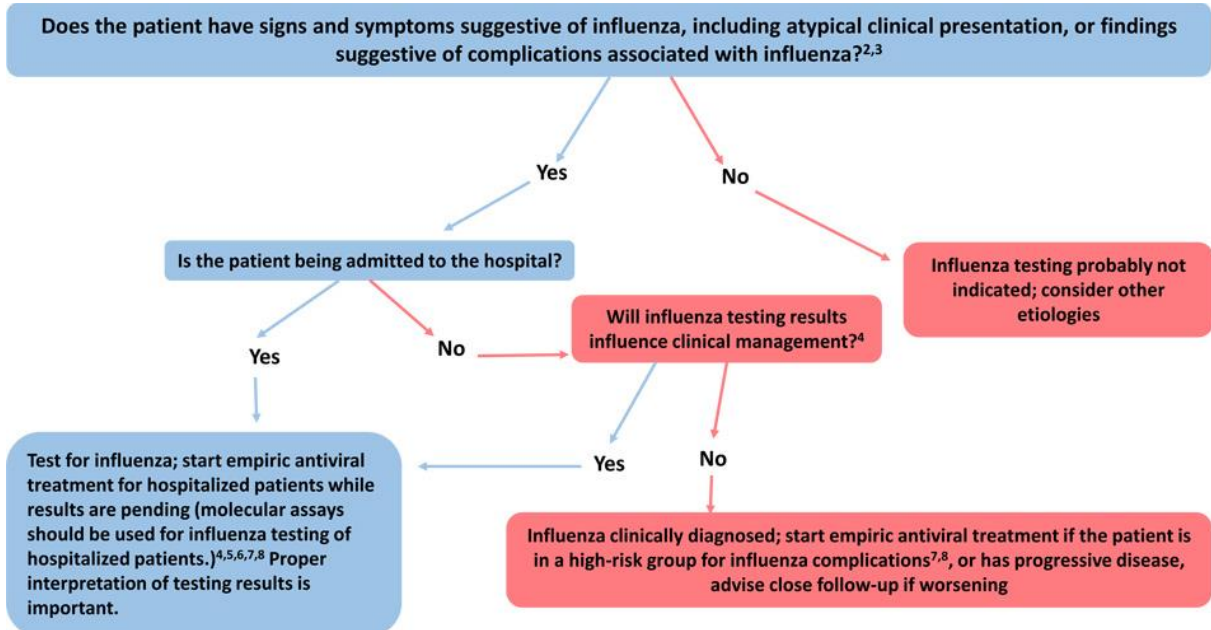 Does the patient have signs and symptoms suggestive of influenza, including atypical clinical presentation, or findings
suggestive of complications associated with influenza?2,3
Yes
No
Is the patient being admitted to the hospital?
Influenza testing probably not
indicated; consider other
etiologies
Will influenza testing results
influence clinical management?4
Yes
No
Test for influenza; start empiric antiviral
treatment for hospitalized patients while
results are pending (molecular assays
should be used for influenza testing of
hospitalized patients.)4,5,6,7,8 Proper
interpretation of testing results is
important.
Yes
No
Influenza clinically diagnosed; start empiric antiviral treatment if the patient is
in a high-risk group for influenza complications7,8, or has progressive disease,
advise close follow-up if worsening